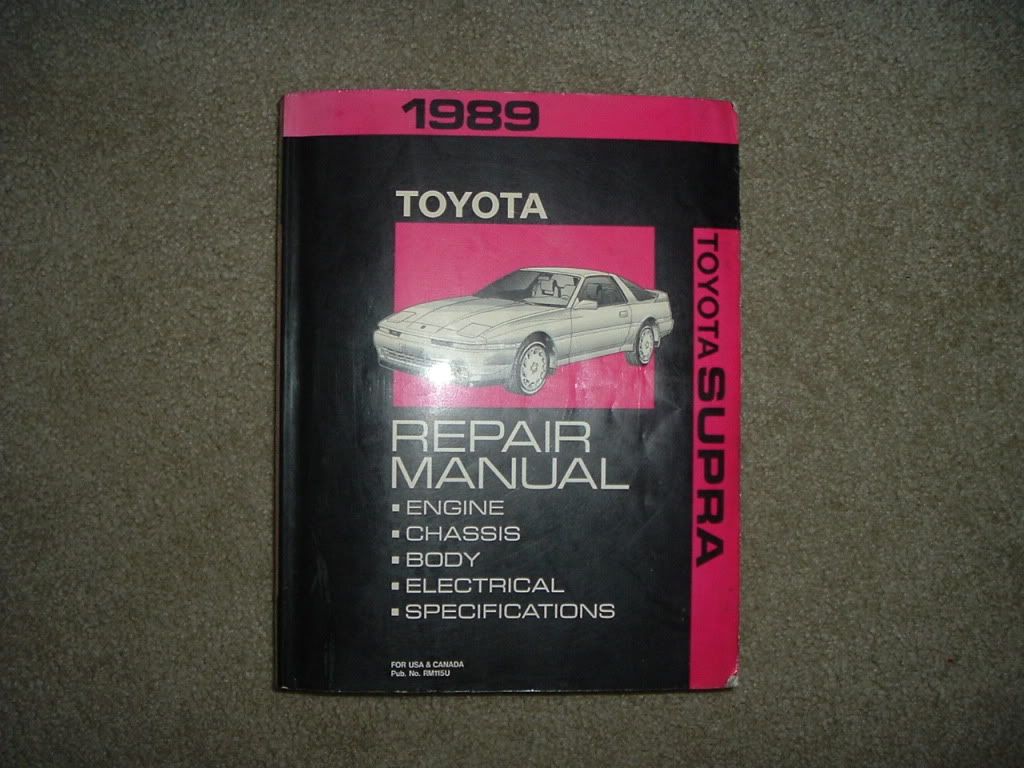 1989
TOYOTA
TOYOTA SUPRA
REPAIR
MANUAL
▪ ENGINE
▪ CHASSIS
▪ BODY
▪ ELECTRICAL
▪ SPECIFICATIONS
FOR USA & CANADA
Pub. No. RM115U